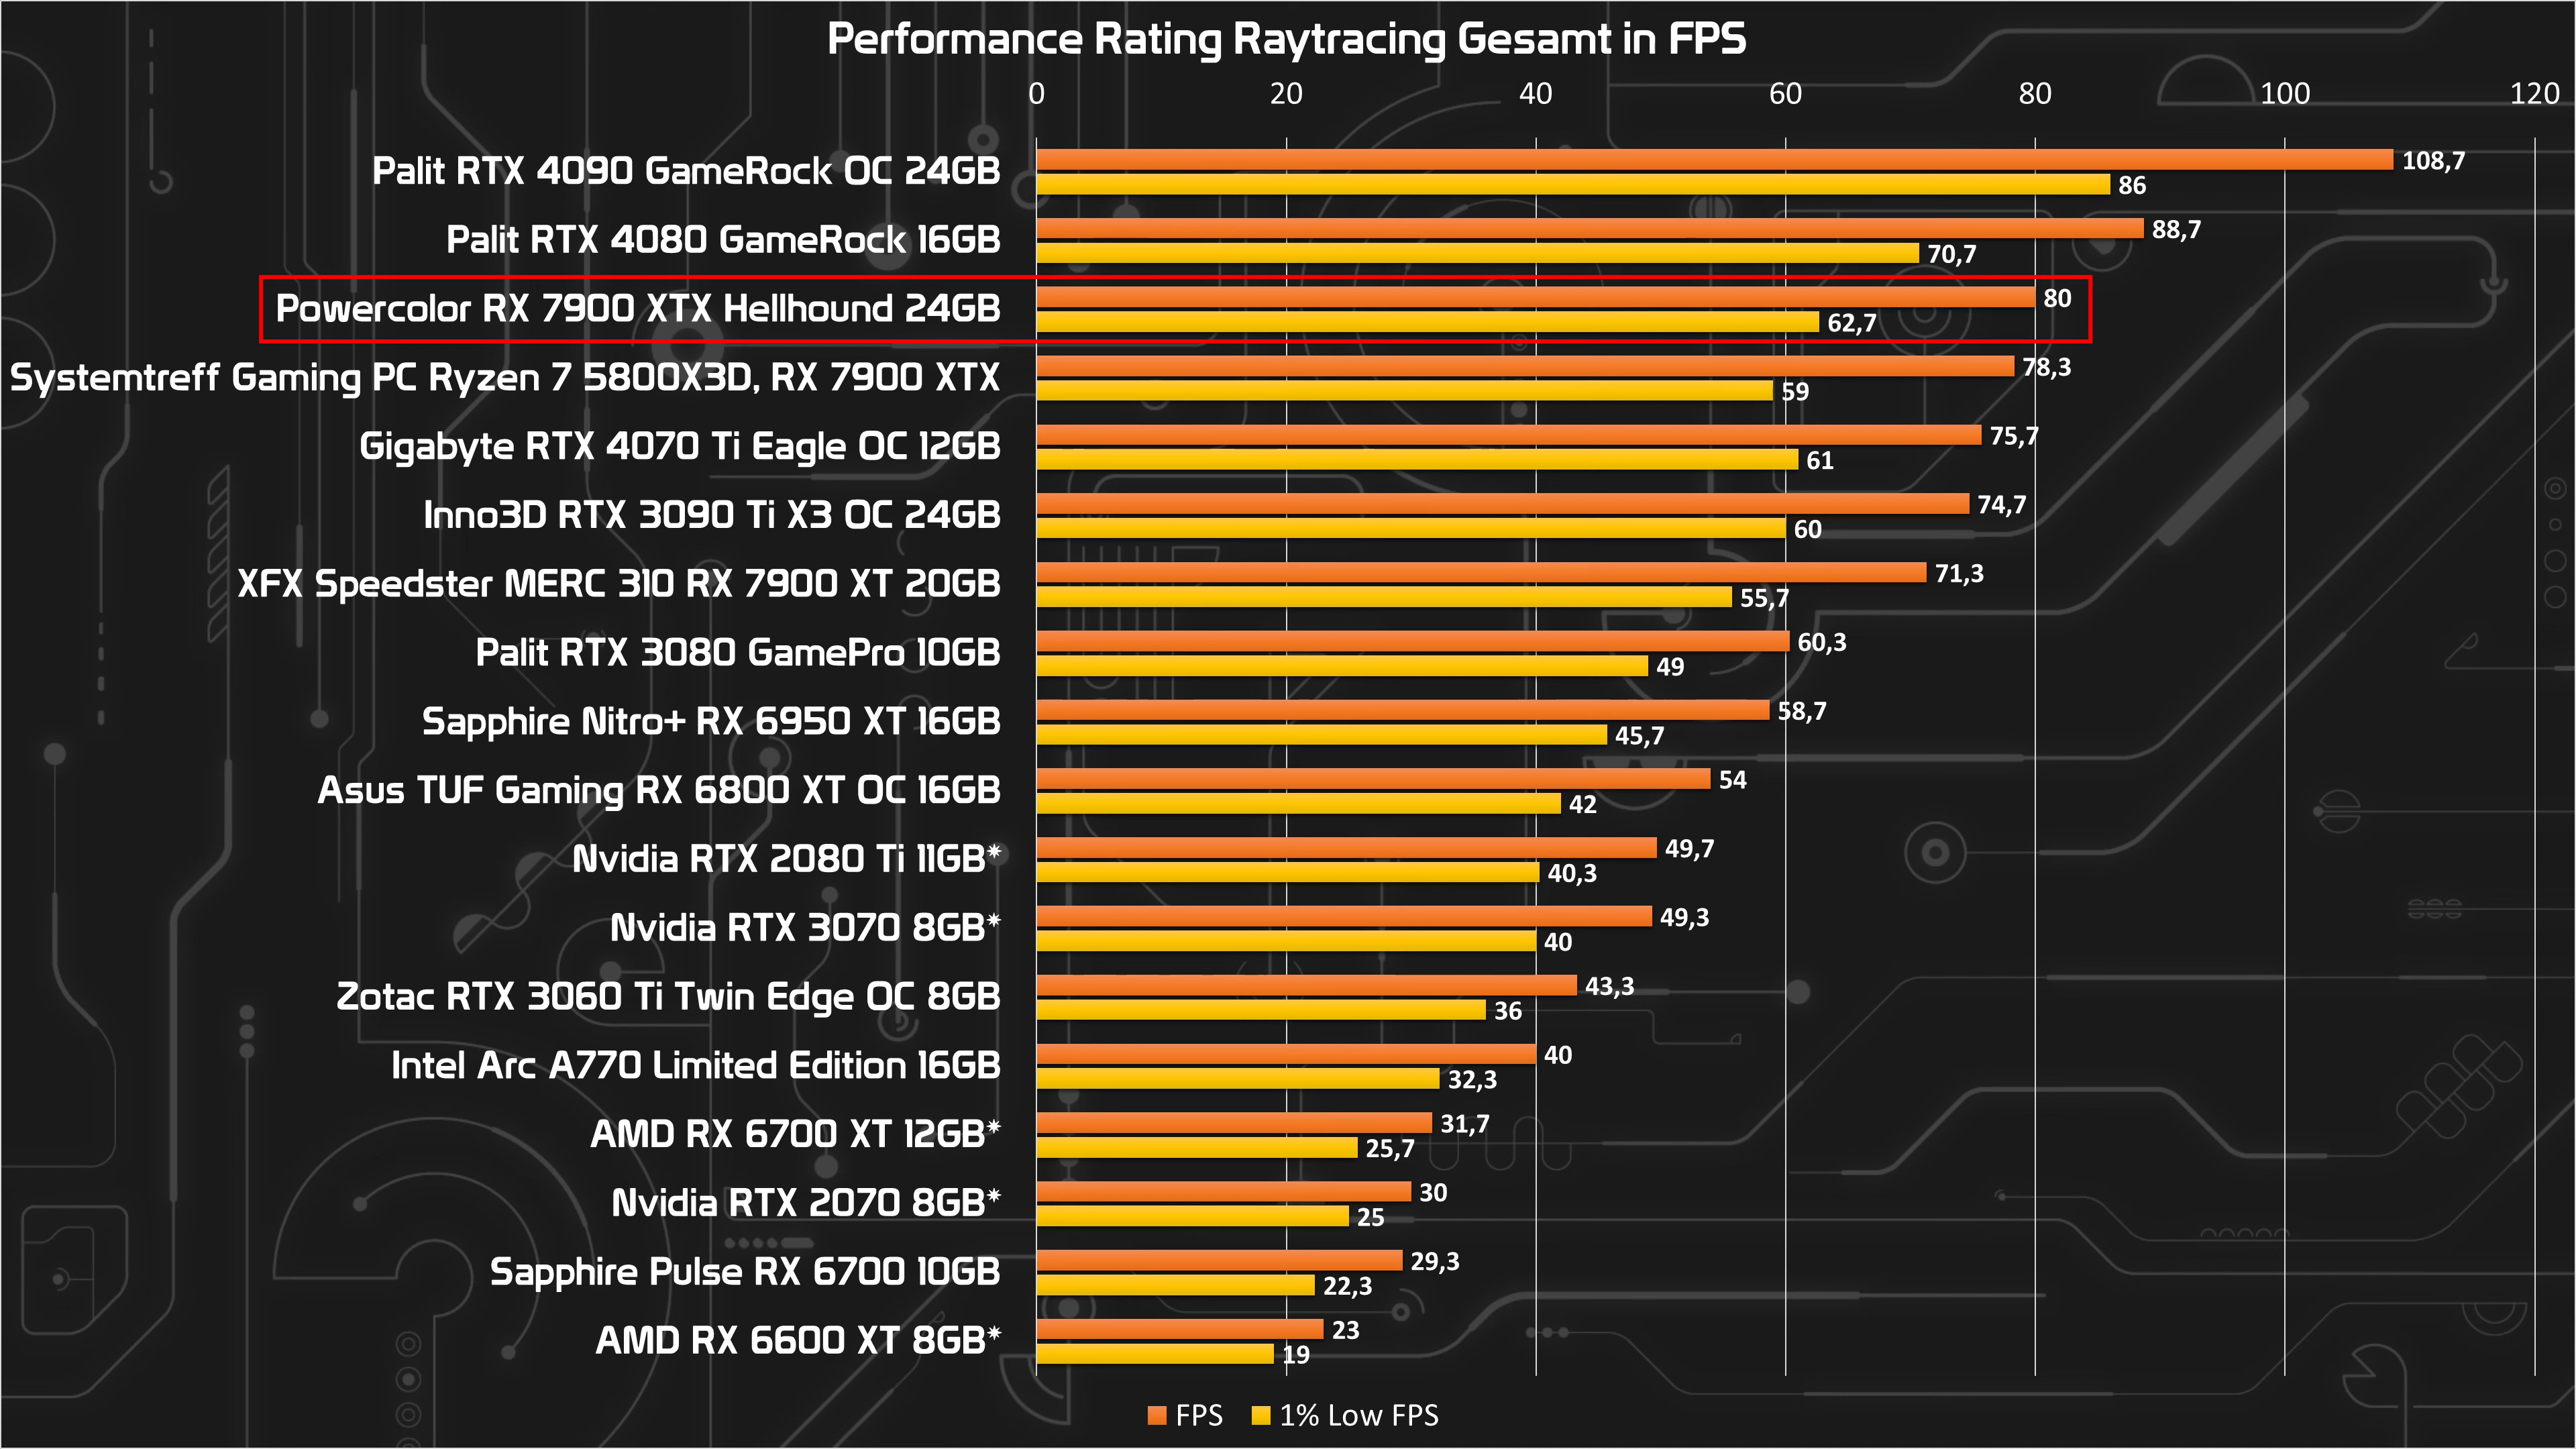 Performance Rating Raytracing Gesamt in FPS
0 20 40 60 80 100 120
Palit RTX 4090 GameRock OC 24GB 108,7
86
Palit RTX 4080 GameRock 16GB 88,7
70,7
Powercolor RX 7900 XTX Hellhound 24GB 80
62,7
Systemtreff Gaming PC Ryzen 7 5800X3D, RX 7900 XTX 78,3
59
Gigabyte RTX 4070 Ti Eagle OC 12GB 75,7
61
Inno3D RTX 3090 Ti X3 OC 24GB 74,7
60
XFX Speedster MERC 310 RX 7900 XT 20GB 71,3
55,7
Palit RTX 3080 GamePro 10GB 60,3
49
Sapphire Nitro+ RX 6950 XT 16GB 58,7
45,7
Asus TUF Gaming RX 6800 XT OC 16GB 54
42
Nvidia RTX 2080 Ti 11GB* 49,7
40,3
Nvidia RTX 3070 8GB* 49,3
40
Zotac RTX 3060 Ti Twin Edge OC 8GB 43,3
36
Intel Arc A770 Limited Edition 16GB 40
32,3
AMD RX 6700 XT 12GB* 31,7
25,7
Nvidia RTX 2070 8GB* 30
25
Sapphire Pulse RX 6700 10GB 29,3
22,3
AMD RX 6600 XT 8GB* 23
19
FPS 1% Low FPS